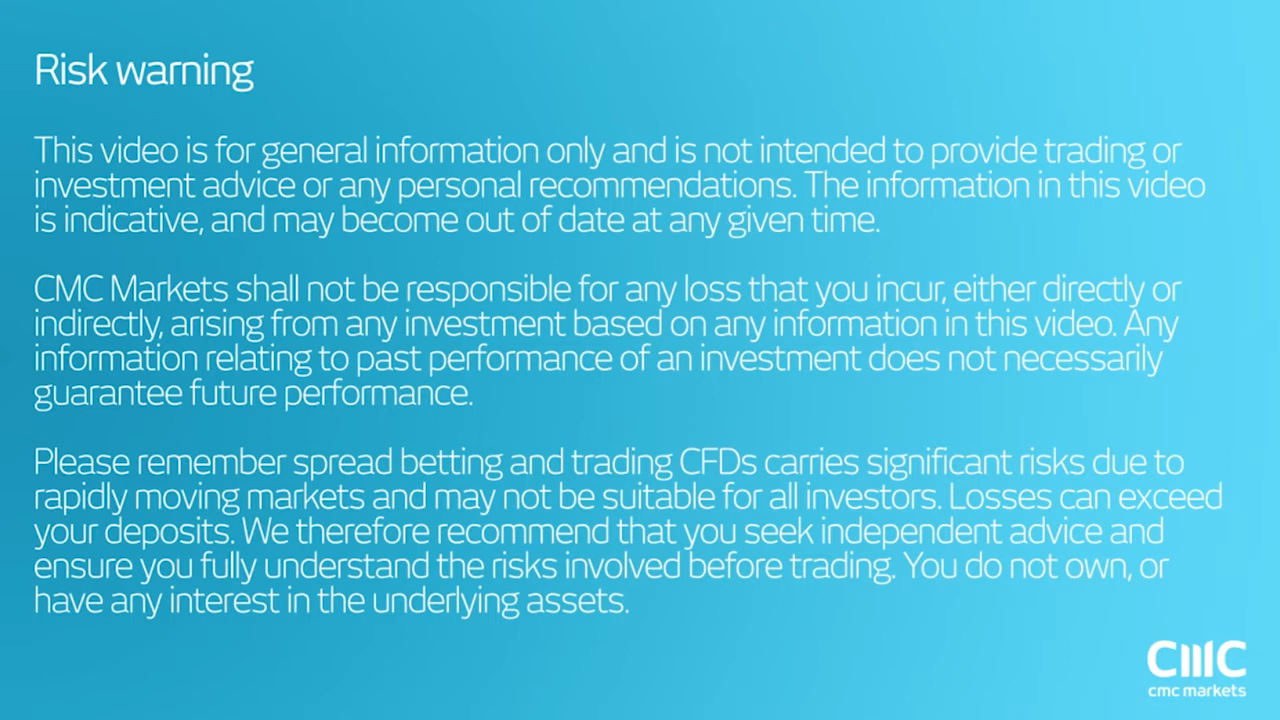 Risk warning
This video is for general information only and is not intended to provide trading or
investment advice or any personal recommendations. The information in this video
is indicative, and may become out of date at any given time.
CMC Markets shall not be responsible for any loss that you incur, either directly or
indirectly, arising from any investment based on any information in this video. Any
information relating to past performance of an investment does not necessarily
guarantee future performance.
Please remember spread betting and trading CFDs carries significant risks due to
rapidly moving markets and may not be suitable for all investors. Losses can exceed
your deposits. We therefore recommend that you seek independent advice and
ensure you fully understand the risks involved before trading. You do not own, or
have any interest in the underlying assets.
CMC
cmc markets